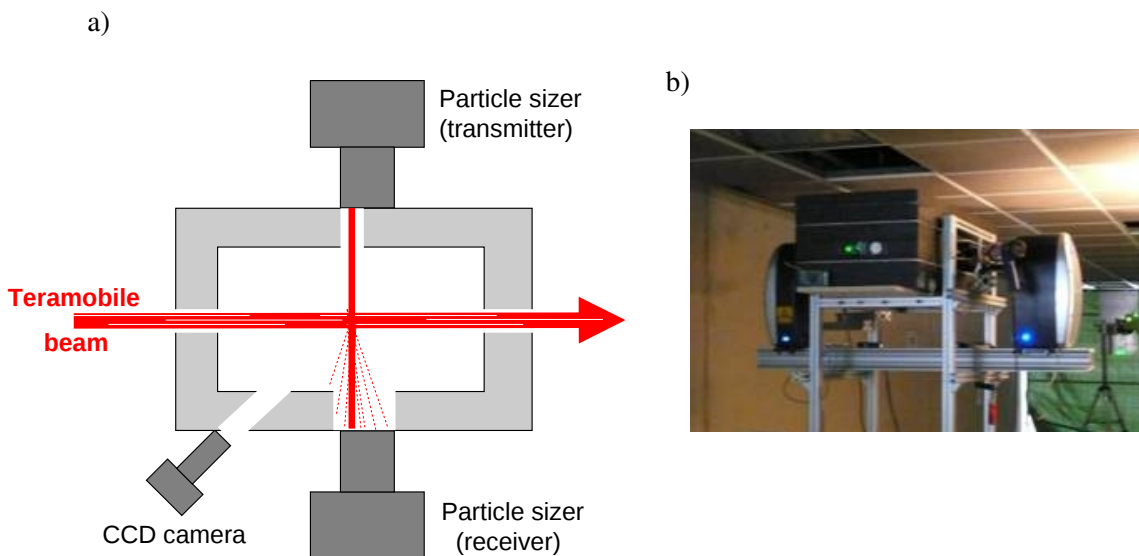 a)
Particle sizer
(transmitter)
b)
Teramobile
beam
CCD camera
Particle sizer
(receiver)